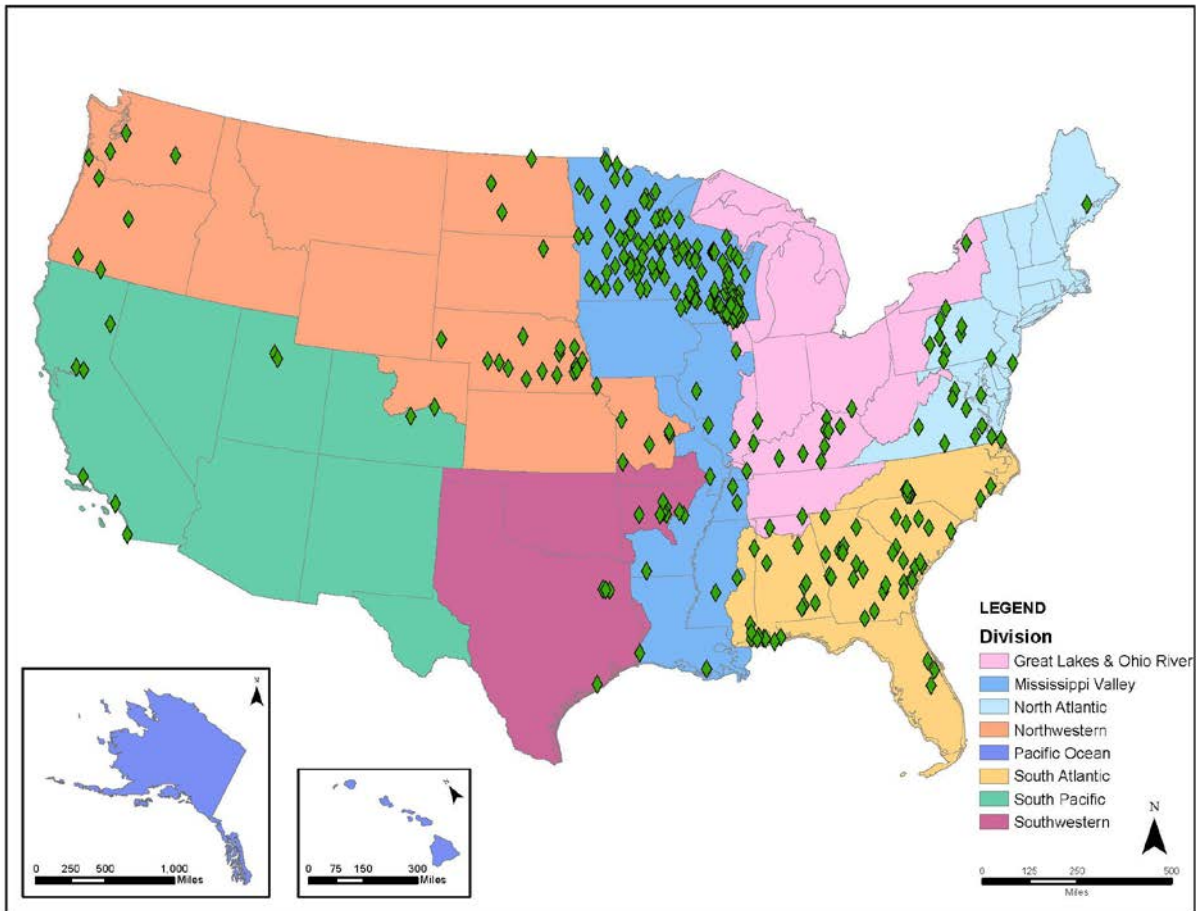 LEGEND
Division
Great Lakes & Ohio River
Mississippi Valley
North Atlantic
Northwestern
Pacific Ocean
South Atlantic
South Pacific
Southwestern
N
0 125 250 500
Miles
N
0 250 500 1,000
Miles
0 75 150 300
Miles